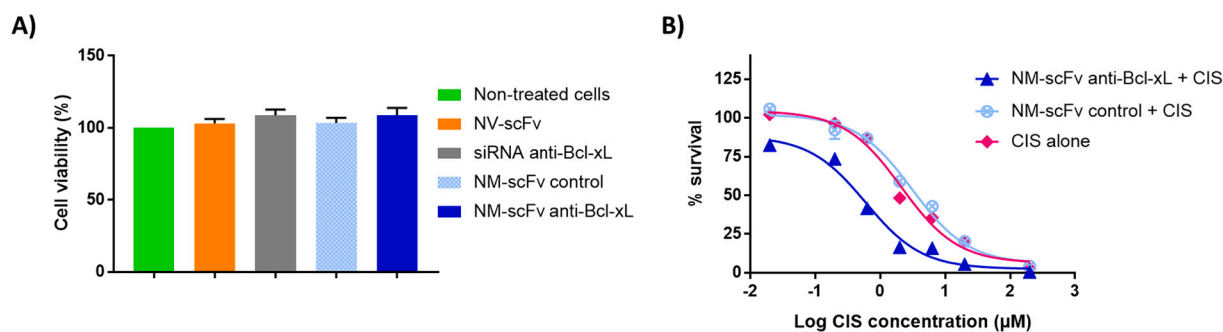 A)
Cell viability (%)
150
100
50
0
Non-treated cells
NV-scFv
siRNA anti-Bcl-xL
NM-scFv control
NM-scFv anti-Bcl-xL
B)
% survival
125
100
75
50
25
0
-2 -1 0 1 2 3
Log CIS concentration (µM)
NM-scFv anti-Bcl-xL + CIS
NM-scFv control + CIS
CIS alone